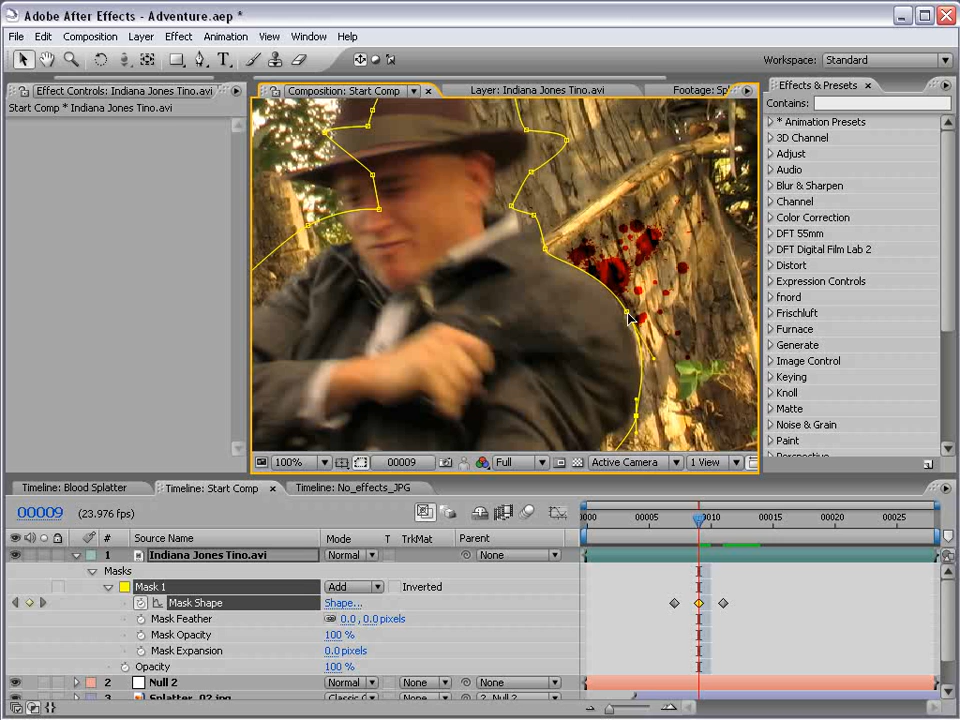 Adobe After Effects - Adventure.aep *
File Edit Composition Layer Effect Animation View Window Help
Workspace: Standard
Effect Controls: Indiana Jones Tino.avi
Composition: Start Comp
Layer: Indiana Jones Tino.avi
Footage: Sp
Effects & Presets
Start Comp * Indiana Jones Tino.avi
Contains:
* Animation Presets
3D Channel
Adjust
Audio
Blur & Sharpen
Channel
Color Correction
DFT 55mm
DFT Digital Film Lab 2
Distort
Expression Controls
fnord
Frischluft
Furnace
Generate
Image Control
Keying
Knoll
Matte
Noise & Grain
Paint
Perspective
100% 00009 Full Active Camera 1 View
Timeline: Blood Splatter Timeline: Start Comp Timeline: No_effects_JPG
00009 (23.976 fps)
0000 00005 00010 00015 00020 00025
# Source Name Mode T TrkMat Parent
1 Indiana Jones Tino.avi Normal None
Masks
Mask 1 Add Inverted
Mask Shape Shape...
Mask Feather 0.0, 0.0 pixels
Mask Opacity 100 %
Mask Expansion 0.0 pixels
Opacity 100 %
2 Null 2 Normal None None
3 Splatter_02.jpg Classic C None 2. Null 2